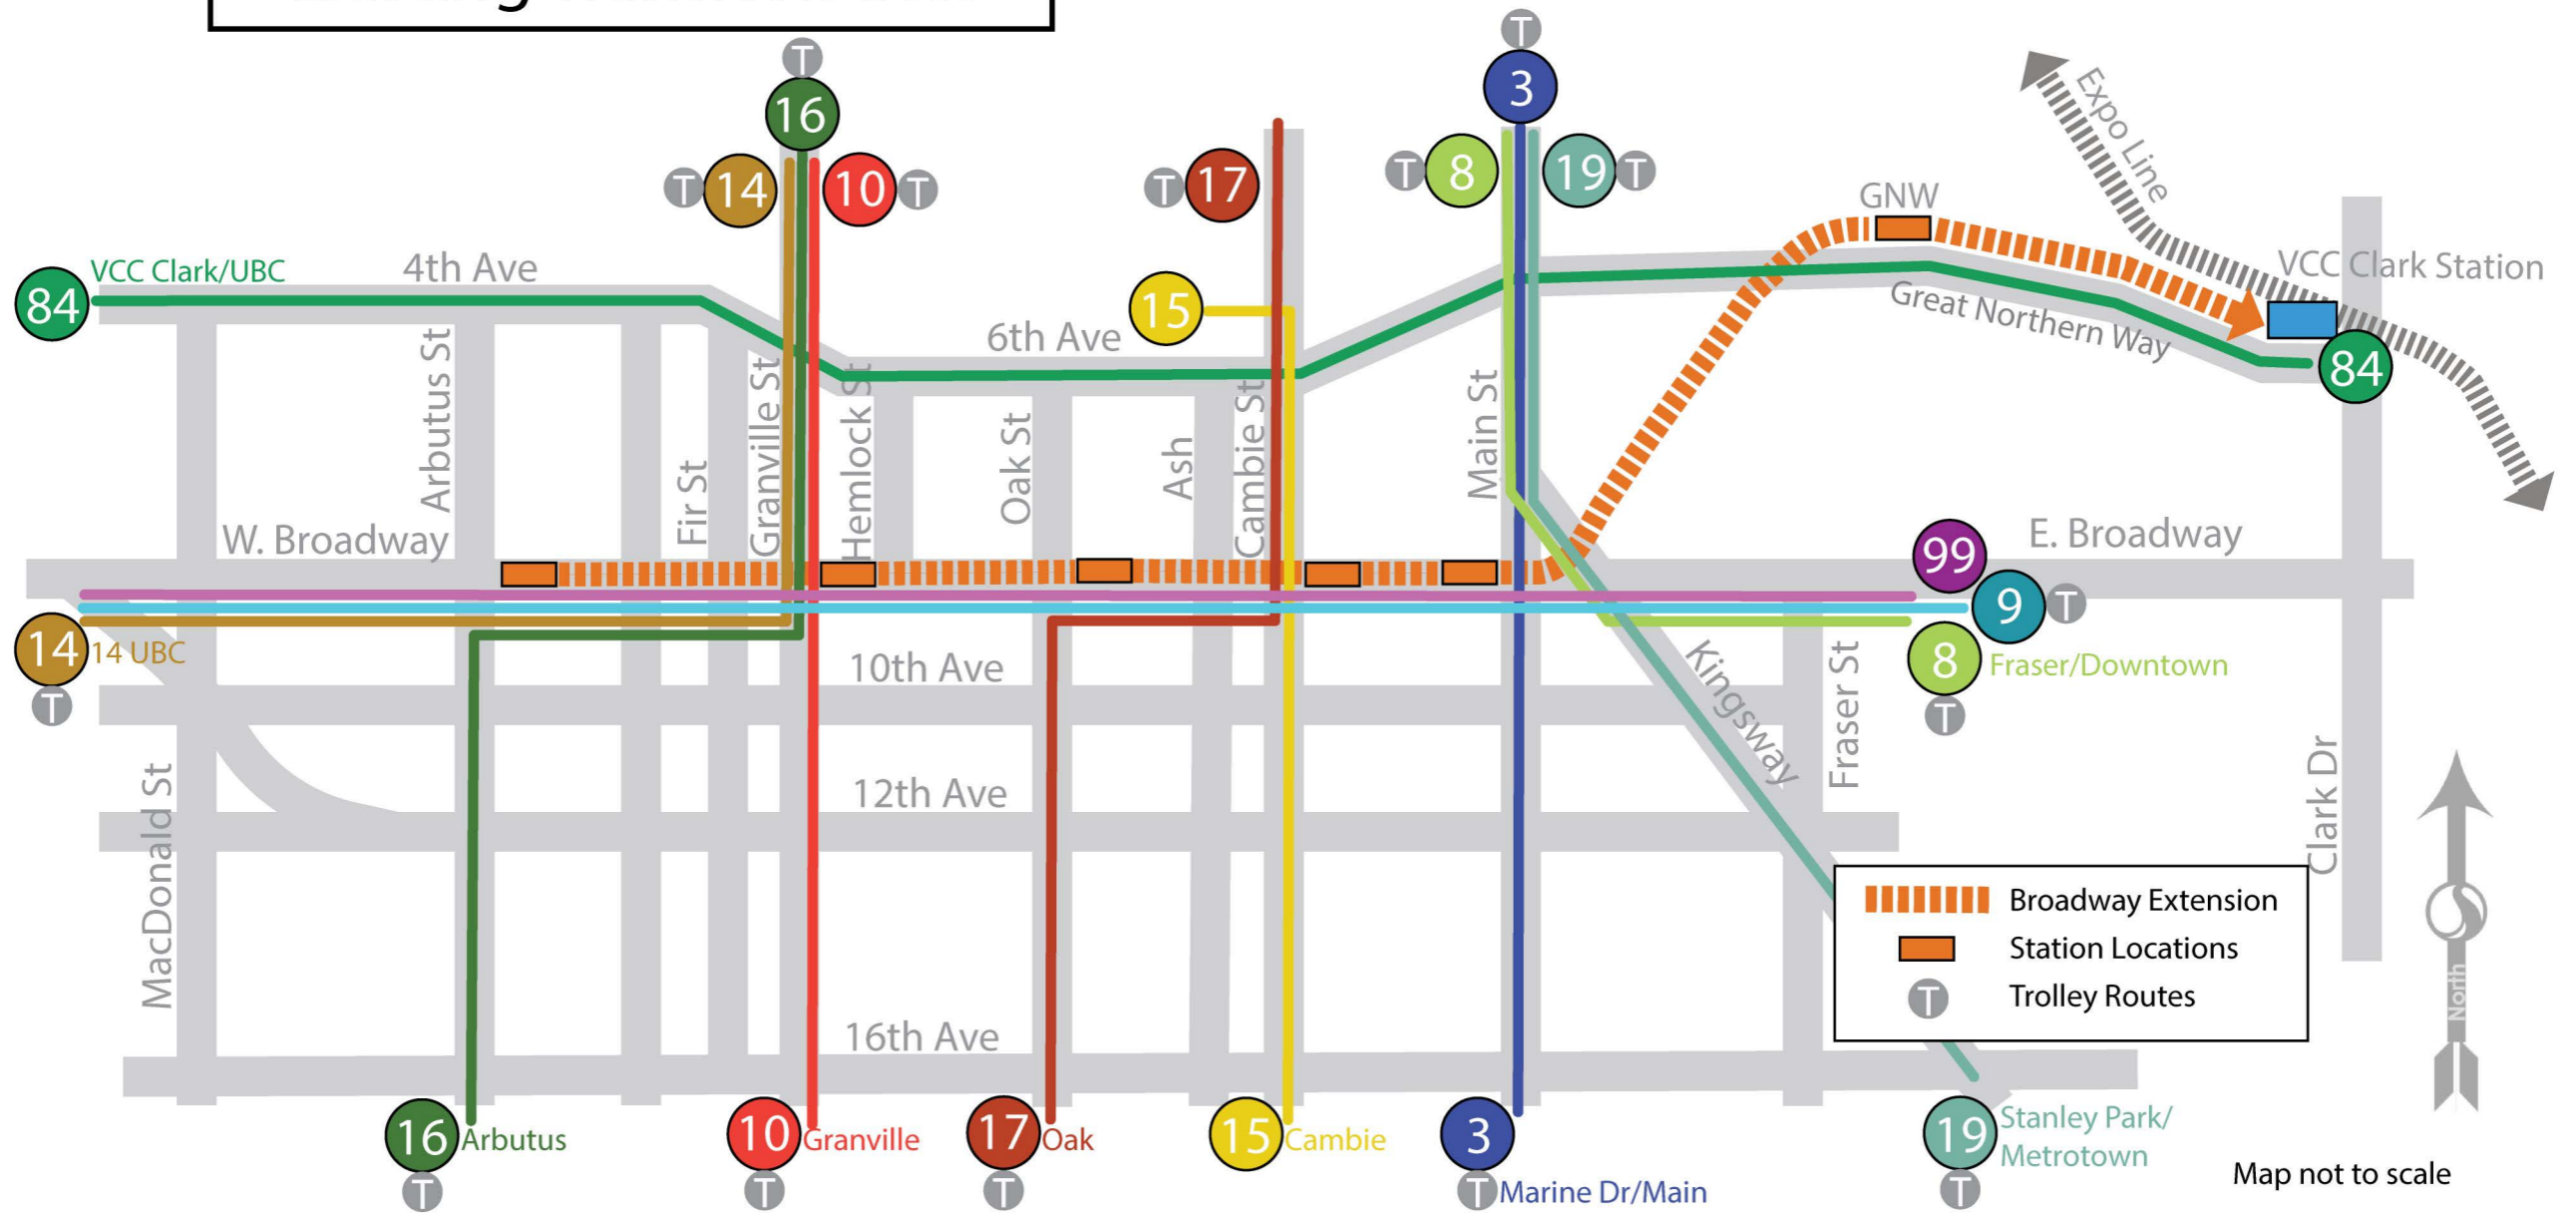 T
T
16
3
T
14
10
T
T
17
T
8
19
T
Expo Line
GNW
VCC Clark Station
84
VCC Clark/UBC
4th Ave
15
6th Ave
Great Northern Way
84
Arbutus St
Fir St
Granville St
Hemlock St
Oak St
Ash
Cambie St
Main St
W. Broadway
99
E. Broadway
9
T
14
14 UBC
T
8
Fraser/Downtown
T
10th Ave
Kingsway
Fraser St
12th Ave
MacDonald St
Clark Dr
Broadway Extension
Station Locations
T
Trolley Routes
North
16th Ave
16
Arbutus
T
10
Granville
T
17
Oak
T
15
Cambie
3
T
Marine Dr/Main
19
Stanley Park/
Metrotown
T
Map not to scale